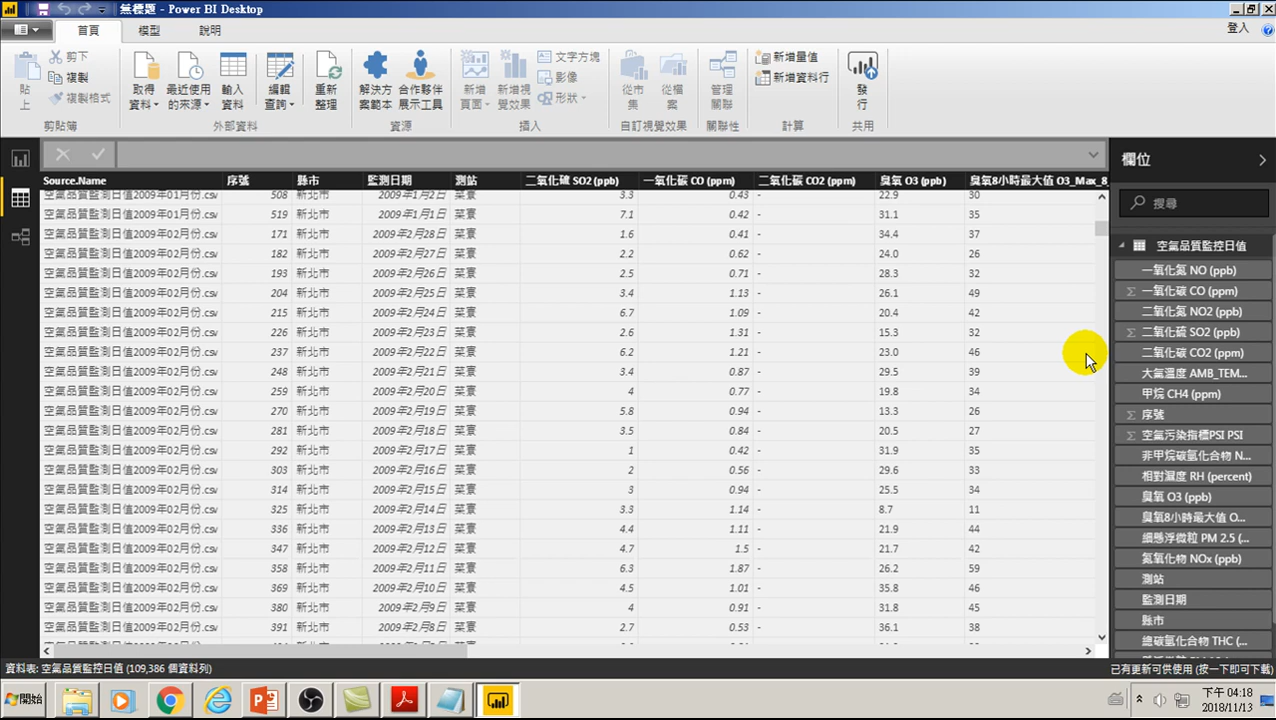 無標題 - Power BI Desktop
首頁 模型 說明 登入
貼上 剪下 複製 複製格式
取得資料 最近使用的來源 輸入資料 編輯查詢 重新整理 解決方案範本 合作夥伴展示工具 新增頁面 新增視覺效果 文字方塊 影像 形狀 從市集 從檔案 管理關聯 新增量值 新增資料行 發行
剪貼簿 外部資料 資源 插入 自訂視覺效果 關聯性 計算 共用
Source.Name 序號 縣市 監測日期 測站 二氧化硫 SO2 (ppb) 一氧化碳 CO (ppm) 二氧化碳 CO2 (ppm) 臭氧 O3 (ppb) 臭氧8小時最大值 O3_Max_8_
空氣品質監測日值2009年01月份.csv 508 新北市 2009年1月2日 菜寮 3.3 0.43 - 22.9 30
空氣品質監測日值2009年01月份.csv 519 新北市 2009年1月1日 菜寮 7.1 0.42 - 31.1 35
空氣品質監測日值2009年02月份.csv 171 新北市 2009年2月28日 菜寮 1.6 0.41 - 34.4 37
空氣品質監測日值2009年02月份.csv 182 新北市 2009年2月27日 菜寮 2.2 0.62 - 24.0 26
空氣品質監測日值2009年02月份.csv 193 新北市 2009年2月26日 菜寮 2.5 0.71 - 28.3 32
空氣品質監測日值2009年02月份.csv 204 新北市 2009年2月25日 菜寮 3.4 1.13 - 26.1 49
空氣品質監測日值2009年02月份.csv 215 新北市 2009年2月24日 菜寮 6.7 1.09 - 20.4 42
空氣品質監測日值2009年02月份.csv 226 新北市 2009年2月23日 菜寮 2.6 1.31 - 15.3 32
空氣品質監測日值2009年02月份.csv 237 新北市 2009年2月22日 菜寮 6.2 1.21 - 23.0 46
空氣品質監測日值2009年02月份.csv 248 新北市 2009年2月21日 菜寮 3.4 0.87 - 29.5 39
空氣品質監測日值2009年02月份.csv 259 新北市 2009年2月20日 菜寮 4 0.77 - 19.8 34
空氣品質監測日值2009年02月份.csv 270 新北市 2009年2月19日 菜寮 5.8 0.94 - 13.3 26
空氣品質監測日值2009年02月份.csv 281 新北市 2009年2月18日 菜寮 3.5 0.84 - 20.5 27
空氣品質監測日值2009年02月份.csv 292 新北市 2009年2月17日 菜寮 1 0.42 - 31.9 35
空氣品質監測日值2009年02月份.csv 303 新北市 2009年2月16日 菜寮 2 0.56 - 29.6 33
空氣品質監測日值2009年02月份.csv 314 新北市 2009年2月15日 菜寮 3 0.94 - 25.5 34
空氣品質監測日值2009年02月份.csv 325 新北市 2009年2月14日 菜寮 3.3 1.14 - 8.7 11
空氣品質監測日值2009年02月份.csv 336 新北市 2009年2月13日 菜寮 4.4 1.11 - 21.9 44
空氣品質監測日值2009年02月份.csv 347 新北市 2009年2月12日 菜寮 4.7 1.5 - 21.7 42
空氣品質監測日值2009年02月份.csv 358 新北市 2009年2月11日 菜寮 6.3 1.87 - 26.2 59
空氣品質監測日值2009年02月份.csv 369 新北市 2009年2月10日 菜寮 4.5 1.01 - 35.8 46
空氣品質監測日值2009年02月份.csv 380 新北市 2009年2月9日 菜寮 4 0.91 - 31.8 45
空氣品質監測日值2009年02月份.csv 391 新北市 2009年2月8日 菜寮 2.7 0.53 - 36.1 38
欄位
搜尋
空氣品質監控日值
一氧化氮 NO (ppb)
一氧化碳 CO (ppm)
二氧化氮 NO2 (ppb)
二氧化硫 SO2 (ppb)
二氧化碳 CO2 (ppm)
大氣溫度 AMB_TEM...
甲烷 CH4 (ppm)
序號
空氣污染指標PSI PSI
非甲烷碳氫化合物 N...
相對濕度 RH (percent)
臭氧 O3 (ppb)
臭氧8小時最大值 O...
細懸浮微粒 PM 2.5 (...
氮氧化物 NOx (ppb)
測站
監測日期
縣市
總碳氫化合物 THC (...
資料表: 空氣品質監控日值 (109,386 個資料列) 已有更新可供使用 (按一下即可下載)
開始 下午 04:18
2018/11/13